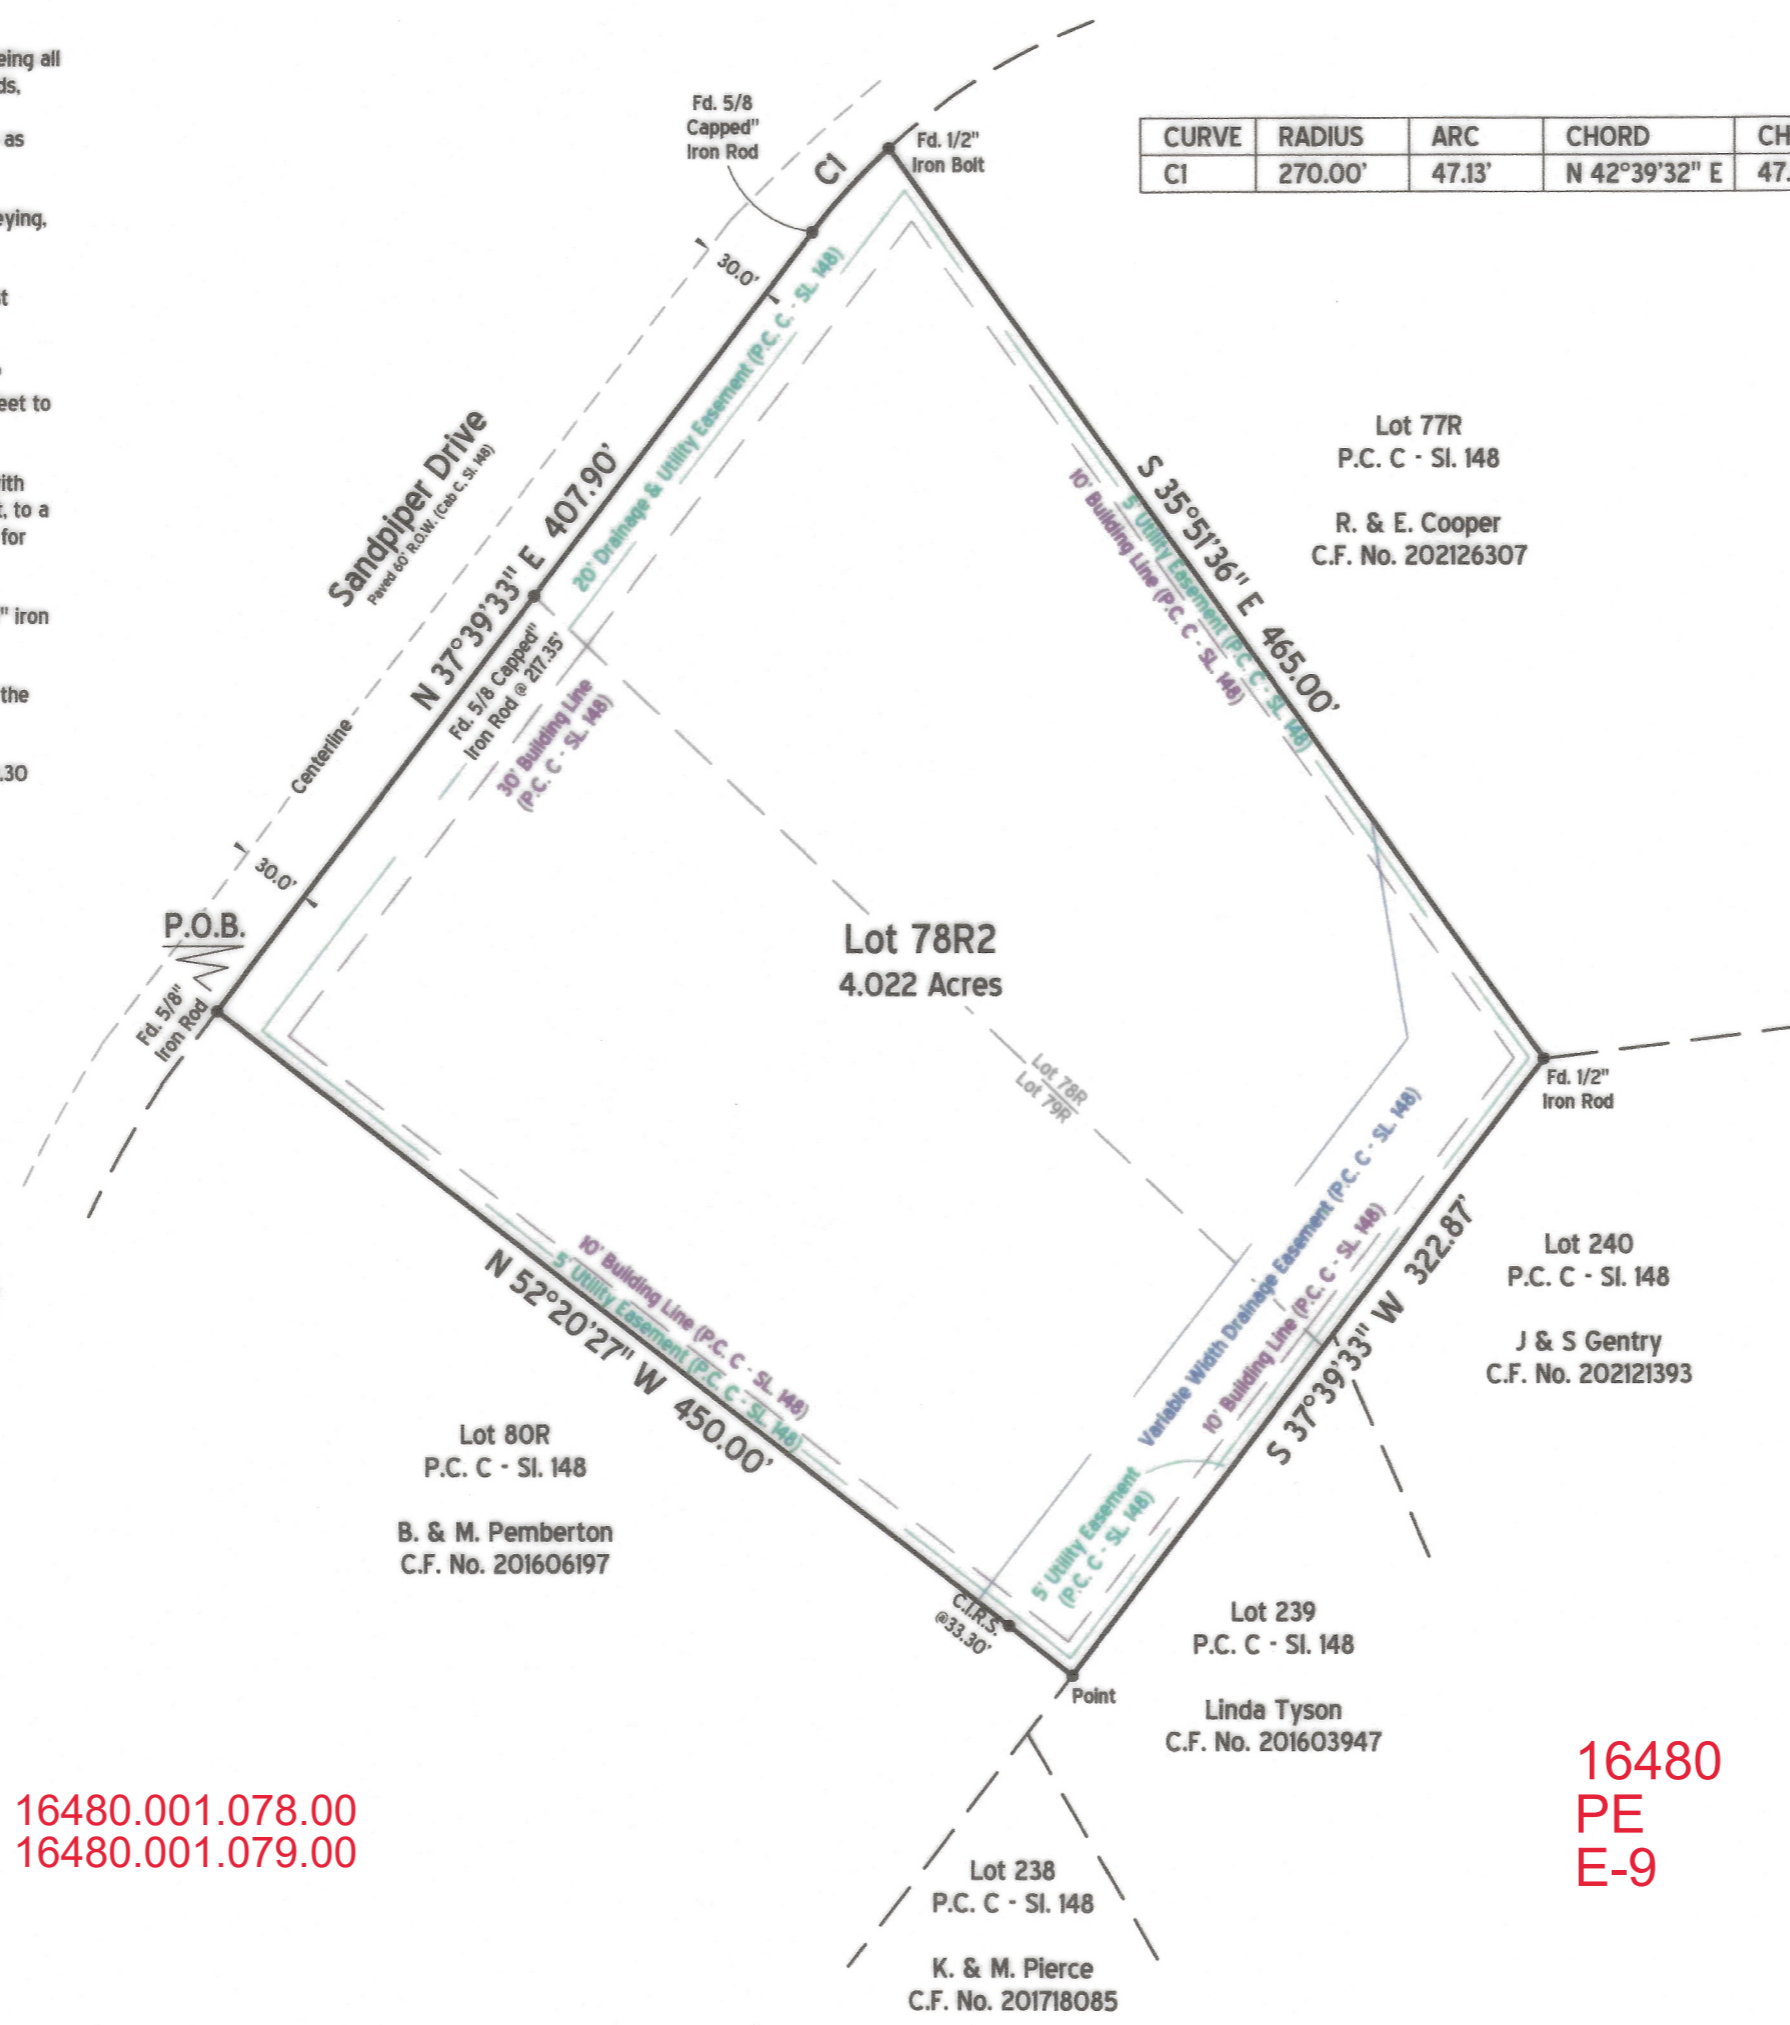 eing all
ds,
as
eying,
t
eet to
ith
t, to a
for
" iron
the
.30
Fd. 5/8
Capped"
Iron Rod
C1
Fd. 1/2"
Iron Bolt
CURVE RADIUS ARC CHORD CH
C1 270.00' 47.13' N 42°39'32" E 47.
30.0'
Sandpiper Drive
Paved 60' R.O.W. (Cab C, Sl. 148)
N 37°39'33" E 407.90'
20' Drainage & Utility Easement (P.C. C - SL. 148)
Fd. 5/8 Capped"
Iron Rod @ 217.35'
30' Building Line
(P.C. C - SL. 148)
Centerline
30.0'
P.O.B.
Fd. 5/8"
Iron Rod
S 35°51'36" E 465.00'
5' Utility Easement (P.C. C - SL. 148)
10' Building Line (P.C. C - SL. 148)
Lot 77R
P.C. C - Sl. 148
R. & E. Cooper
C.F. No. 202126307
Lot 78R2
4.022 Acres
Lot 78R
Lot 79R
Fd. 1/2"
Iron Rod
Variable Width Drainage Easement (P.C. C - SL. 148)
10' Building Line (P.C. C - SL. 148)
S 37°39'33" W 322.87'
5' Utility Easement
(P.C. C - SL. 148)
Lot 240
P.C. C - Sl. 148
J & S Gentry
C.F. No. 202121393
10' Building Line (P.C. C - SL. 148)
5' Utility Easement (P.C. C - SL. 148)
N 52°20'27" W 450.00'
Lot 80R
P.C. C - Sl. 148
B. & M. Pemberton
C.F. No. 201606197
C.I.R.S.
@33.30'
Point
Lot 239
P.C. C - Sl. 148
Linda Tyson
C.F. No. 201603947
16480
PE
E-9
16480.001.078.00
16480.001.079.00
Lot 238
P.C. C - Sl. 148
K. & M. Pierce
C.F. No. 201718085